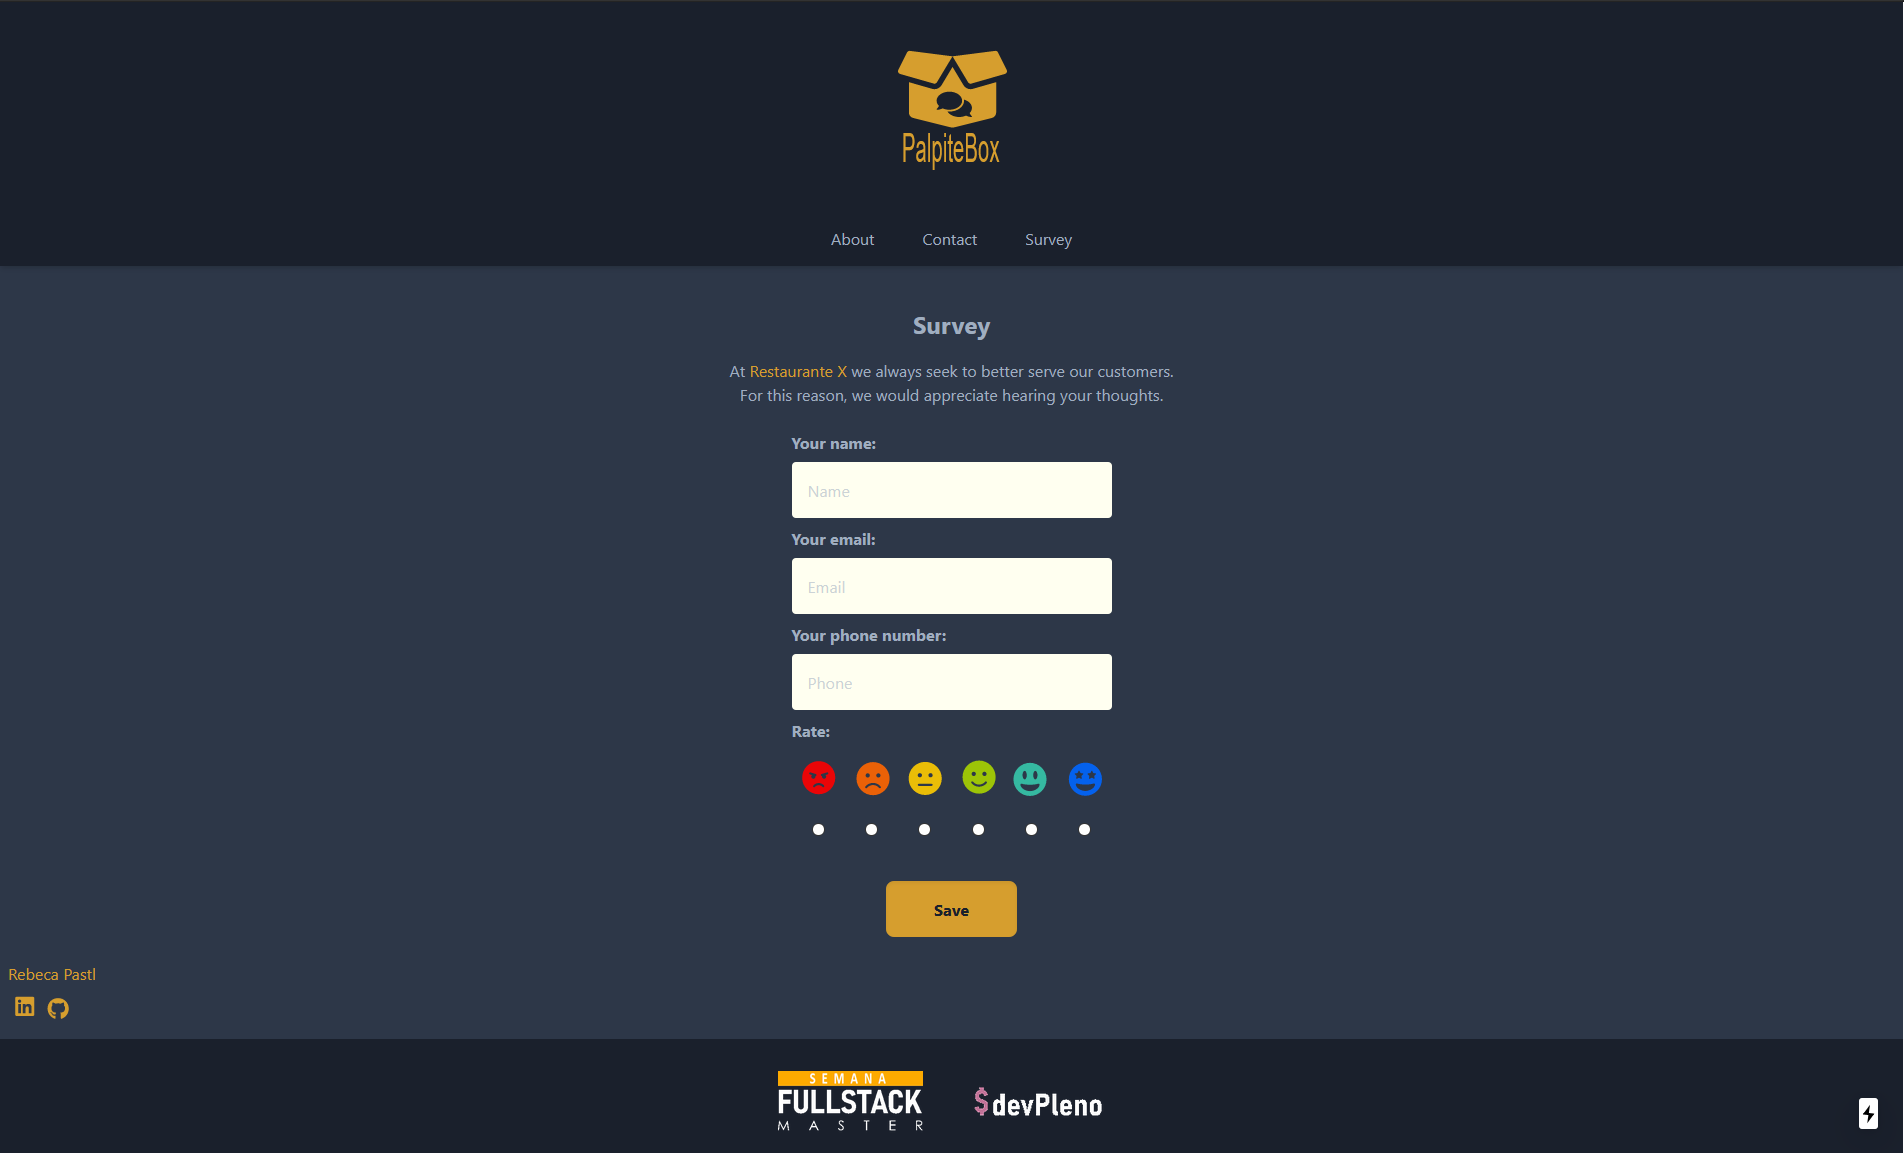 PalpiteBox
About Contact Survey
Survey
At Restaurante X we always seek to better serve our customers.
For this reason, we would appreciate hearing your thoughts.
Your name:
Name
Your email:
Email
Your phone number:
Phone
Rate:
Save
Rebeca Pastl
in
SEMANA
FULLSTACK
MASTER
$devPleno